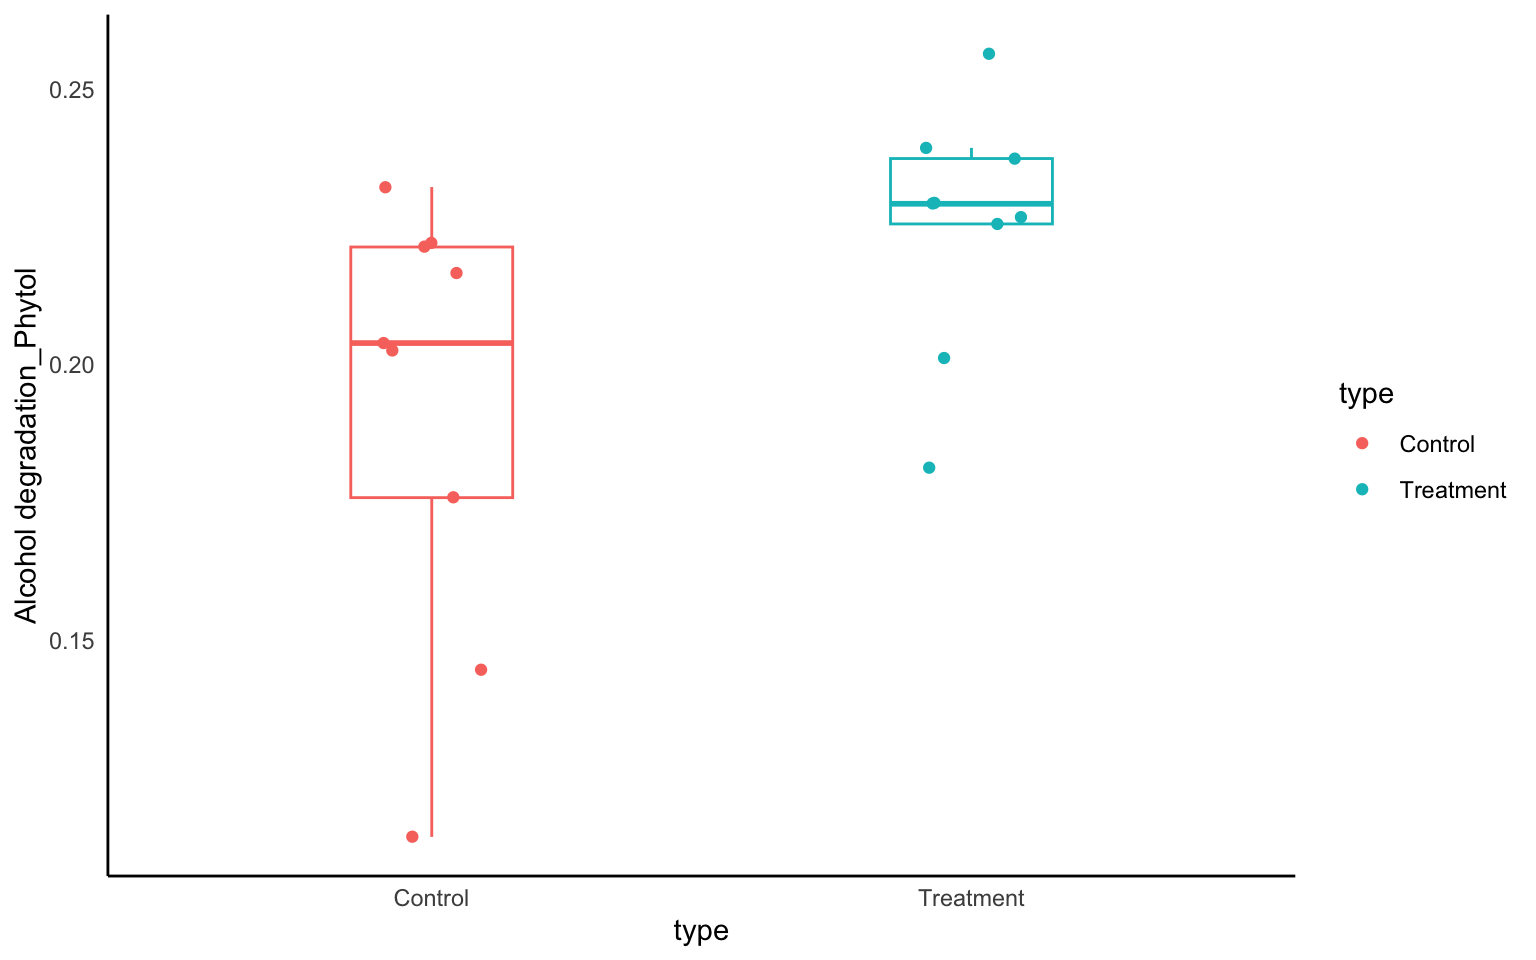 Alcohol degradation_Phytol
0.25
0.20
0.15
Control
Treatment
type
type
Control
Treatment